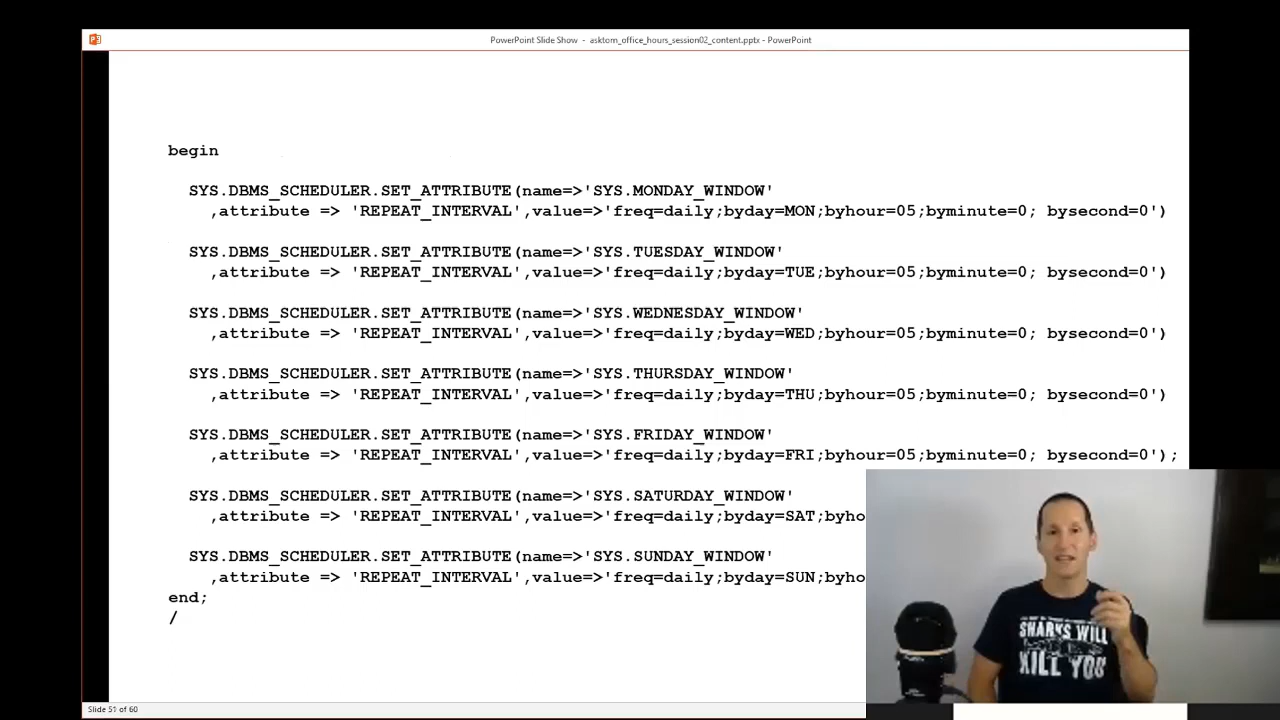 PowerPoint Slide Show - asktom_office_hours_session02_content.pptx - PowerPoint
begin
SYS.DBMS_SCHEDULER.SET_ATTRIBUTE(name=>'SYS.MONDAY_WINDOW'
,attribute => 'REPEAT_INTERVAL',value=>'freq=daily;byday=MON;byhour=05;byminute=0; bysecond=0')
SYS.DBMS_SCHEDULER.SET_ATTRIBUTE(name=>'SYS.TUESDAY_WINDOW'
,attribute => 'REPEAT_INTERVAL',value=>'freq=daily;byday=TUE;byhour=05;byminute=0; bysecond=0')
SYS.DBMS_SCHEDULER.SET_ATTRIBUTE(name=>'SYS.WEDNESDAY_WINDOW'
,attribute => 'REPEAT_INTERVAL',value=>'freq=daily;byday=WED;byhour=05;byminute=0; bysecond=0')
SYS.DBMS_SCHEDULER.SET_ATTRIBUTE(name=>'SYS.THURSDAY_WINDOW'
,attribute => 'REPEAT_INTERVAL',value=>'freq=daily;byday=THU;byhour=05;byminute=0; bysecond=0')
SYS.DBMS_SCHEDULER.SET_ATTRIBUTE(name=>'SYS.FRIDAY_WINDOW'
,attribute => 'REPEAT_INTERVAL',value=>'freq=daily;byday=FRI;byhour=05;byminute=0; bysecond=0');
SYS.DBMS_SCHEDULER.SET_ATTRIBUTE(name=>'SYS.SATURDAY_WINDOW'
,attribute => 'REPEAT_INTERVAL',value=>'freq=daily;byday=SAT;byho
SYS.DBMS_SCHEDULER.SET_ATTRIBUTE(name=>'SYS.SUNDAY_WINDOW'
,attribute => 'REPEAT_INTERVAL',value=>'freq=daily;byday=SUN;byho
end;
/
SHARKS WILL
KILL YOU
Slide 51 of 60